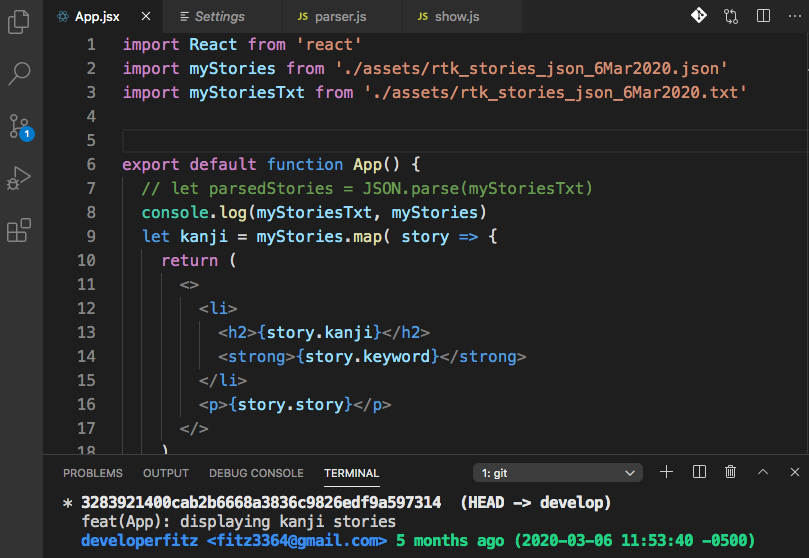 App.jsx Settings JS parser.js JS show.js
1 import React from 'react'
2 import myStories from './assets/rtk_stories_json_6Mar2020.json'
3 import myStoriesTxt from './assets/rtk_stories_json_6Mar2020.txt'
4
5
6 export default function App() {
7 // let parsedStories = JSON.parse(myStoriesTxt)
8 console.log(myStoriesTxt, myStories)
9 let kanji = myStories.map( story => {
10 return (
11 <>
12 <li>
13 <h2>{story.kanji}</h2>
14 <strong>{story.keyword}</strong>
15 </li>
16 <p>{story.story}</p>
17 </>
18 )
1
PROBLEMS OUTPUT DEBUG CONSOLE TERMINAL 1: git
* 3283921400cab2b6668a3836c9826edf9a597314 (HEAD -> develop)
feat(App): displaying kanji stories
developerfitz <fitz3364@gmail.com> 5 months ago (2020-03-06 11:53:40 -0500)